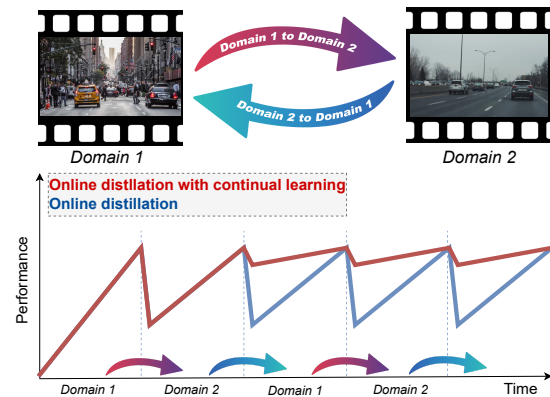 Domain 1 to Domain 2
Domain 2 to Domain 1
Domain 1
Domain 2
Online distllation with continual learning
Online distillation
Performance
Time
Domain 1
Domain 2
Domain 1
Domain 2